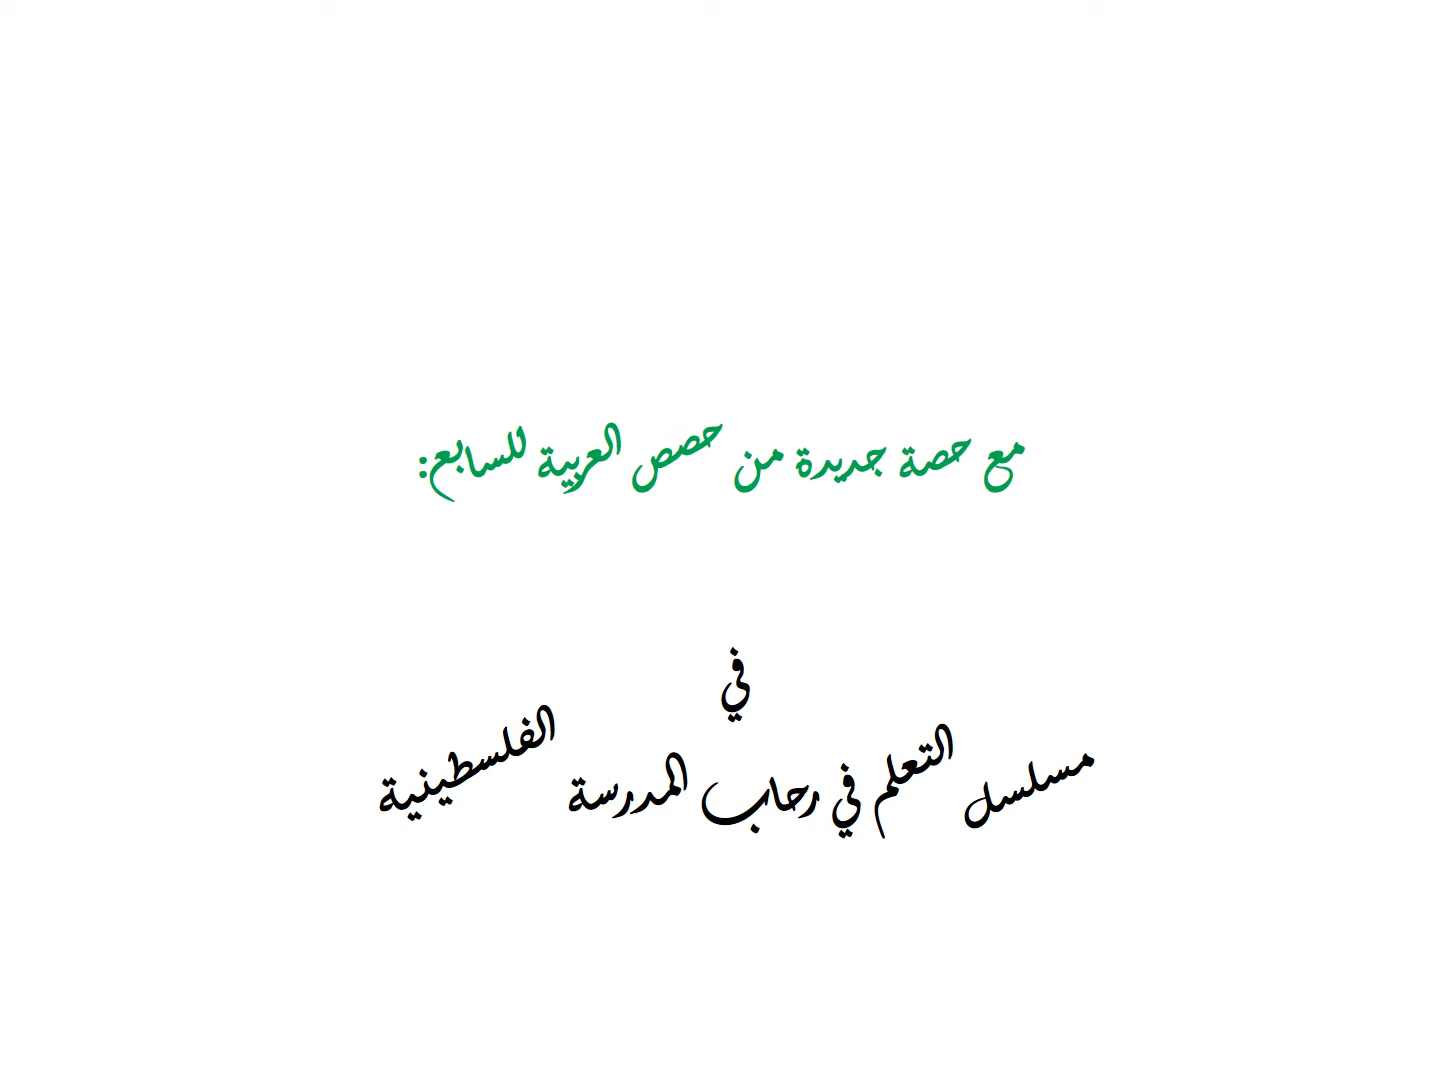 مع حصة جديدة من حصص العربية للسابع:
في
مسلسل التعلم في رحاب المدرسة الفلسطينية